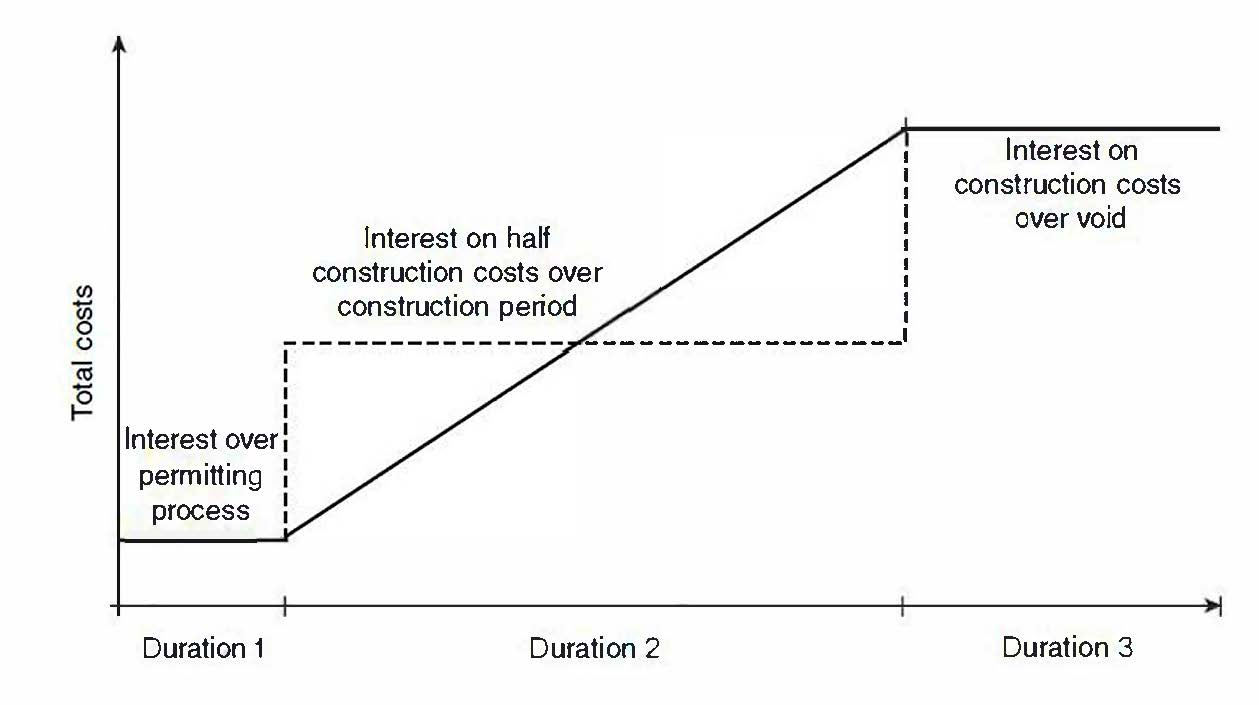 Interest on
construction costs
over void
Interest on half
construction costs over
construction period
Total costs
Interest over
permitting
process
Duration 1
Duration 2
Duration 3